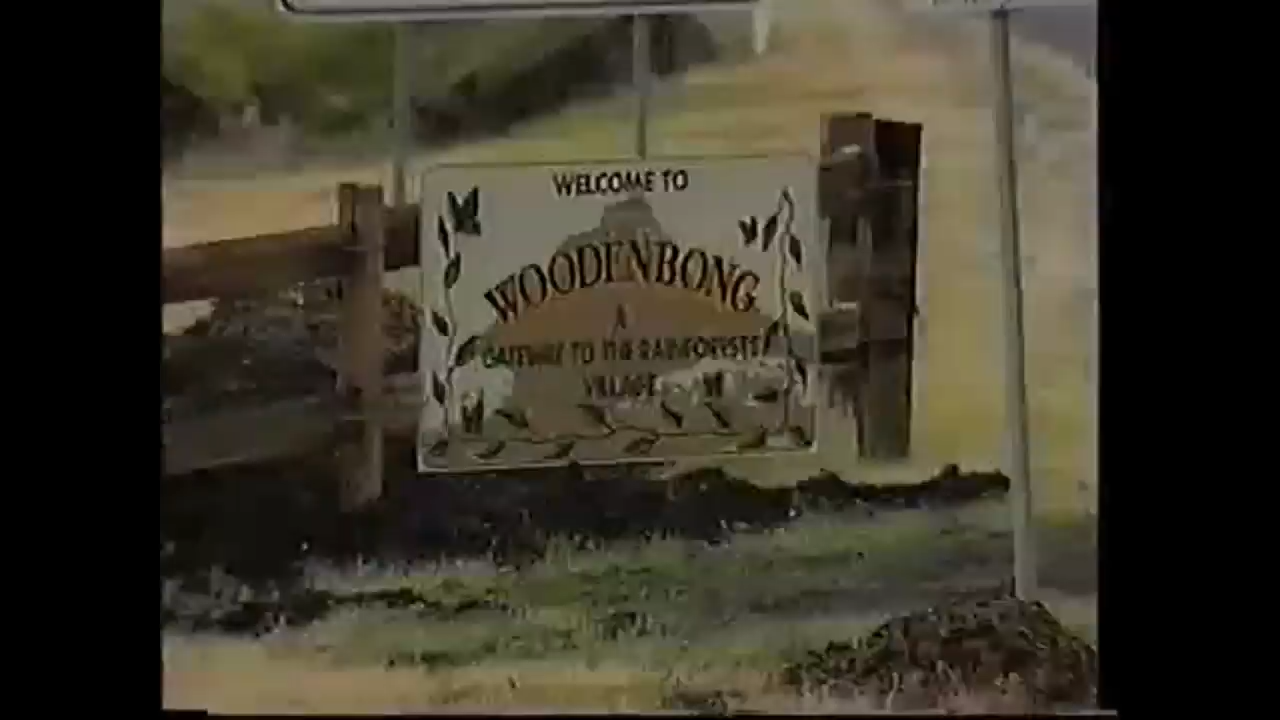 WELCOME TO
WOODENBONG
A
GATEWAY TO THE RAINFORESTS
VILLAGE